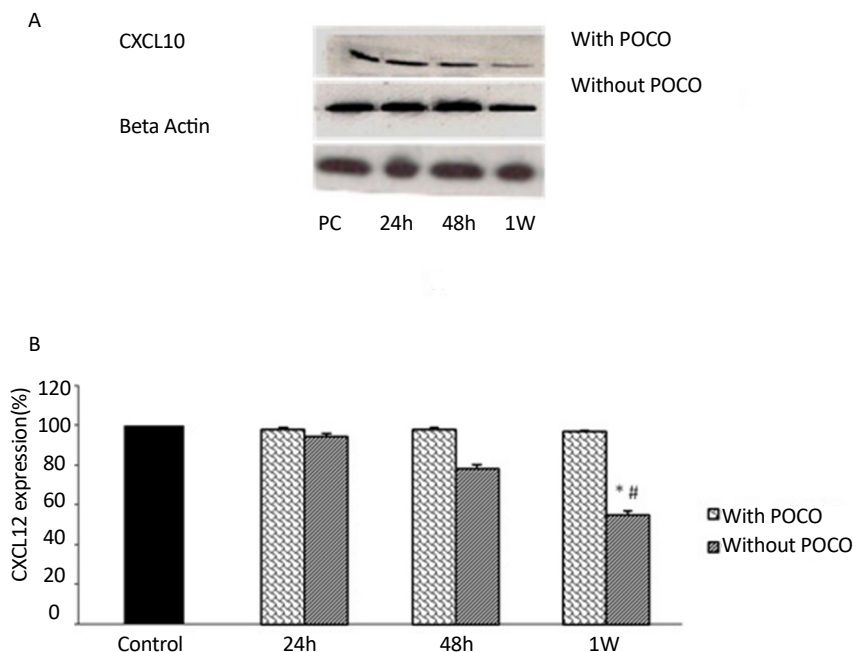 A
CXCL10
With POCO
Without POCO
Beta Actin
PC 24h 48h 1W
B
CXCL12 expression(%)
120
100
80
60
40
20
0
* #
With POCO
Without POCO
Control 24h 48h 1W